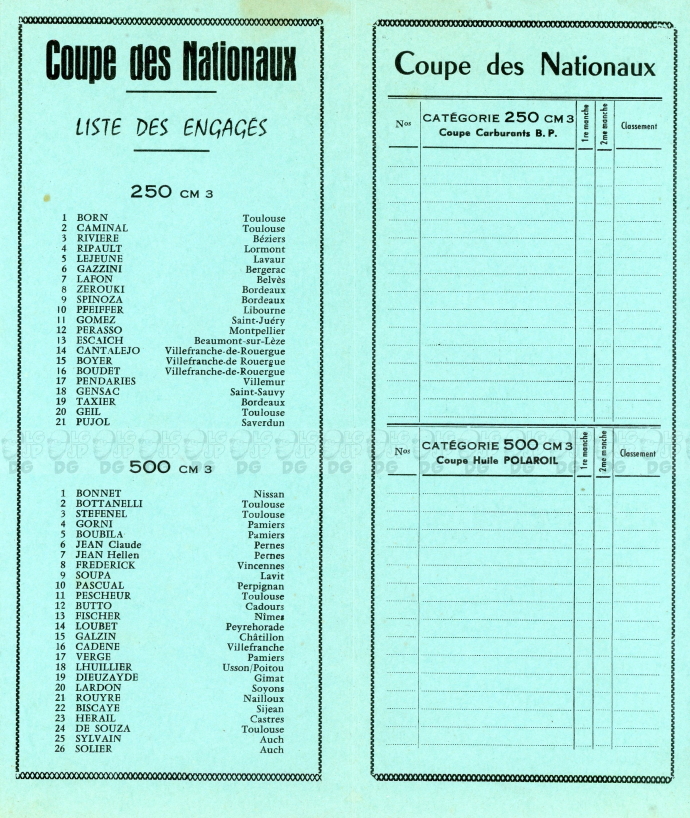 Coupe des Nationaux
LISTE DES ENGAGÉS
250 CM 3
1 BORN Toulouse
2 CAMINAL Toulouse
3 RIVIERE Béziers
4 RIPAULT Lormont
5 LEJEUNE Lavaur
6 GAZZINI Bergerac
7 LAFON Belvès
8 ZEROUKI Bordeaux
9 SPINOZA Bordeaux
10 PFEIFFER Libourne
11 GOMEZ Saint-Juéry
12 PERASSO Montpellier
13 ESCAICH Beaumont-sur-Lèze
14 CANTALEJO Villefranche-de-Rouergue
15 BOYER Villefranche-de Rouergue
16 BOUDET Villefranche-de-Rouergue
17 PENDARIES Villemur
18 GENSAC Saint-Sauvy
19 TAXIER Bordeaux
20 GEIL Toulouse
21 PUJOL Saverdun
500 CM 3
1 BONNET Nissan
2 BOTTANELLI Toulouse
3 STEFENEL Toulouse
4 GORNI Pamiers
5 BOUBILA Pamiers
6 JEAN Claude Pernes
7 JEAN Hellen Pernes
8 FREDERICK Vincennes
9 SOUPA Lavit
10 PASCUAL Perpignan
11 PESCHEUR Toulouse
12 BUTTO Cadours
13 FISCHER Nîmes
14 LOUBET Peyrehorade
15 GALZIN Châtillon
16 CADENE Villefranche
17 VERGE Pamiers
18 LHUILLIER Usson/Poitou
19 DIEUZAYDE Gimat
20 LARDON Soyons
21 ROUYRE Nailloux
22 BISCAYE Sijean
23 HERAIL Castres
24 DE SOUZA Toulouse
25 SYLVAIN Auch
26 SOLIER Auch
Coupe des Nationaux
Nos CATÉGORIE 250 CM 3 1re manche 2me manche Classement
Coupe Carburants B. P.
Nos CATÉGORIE 500 CM 3 1re manche 2me manche Classement
Coupe Huile POLAROIL